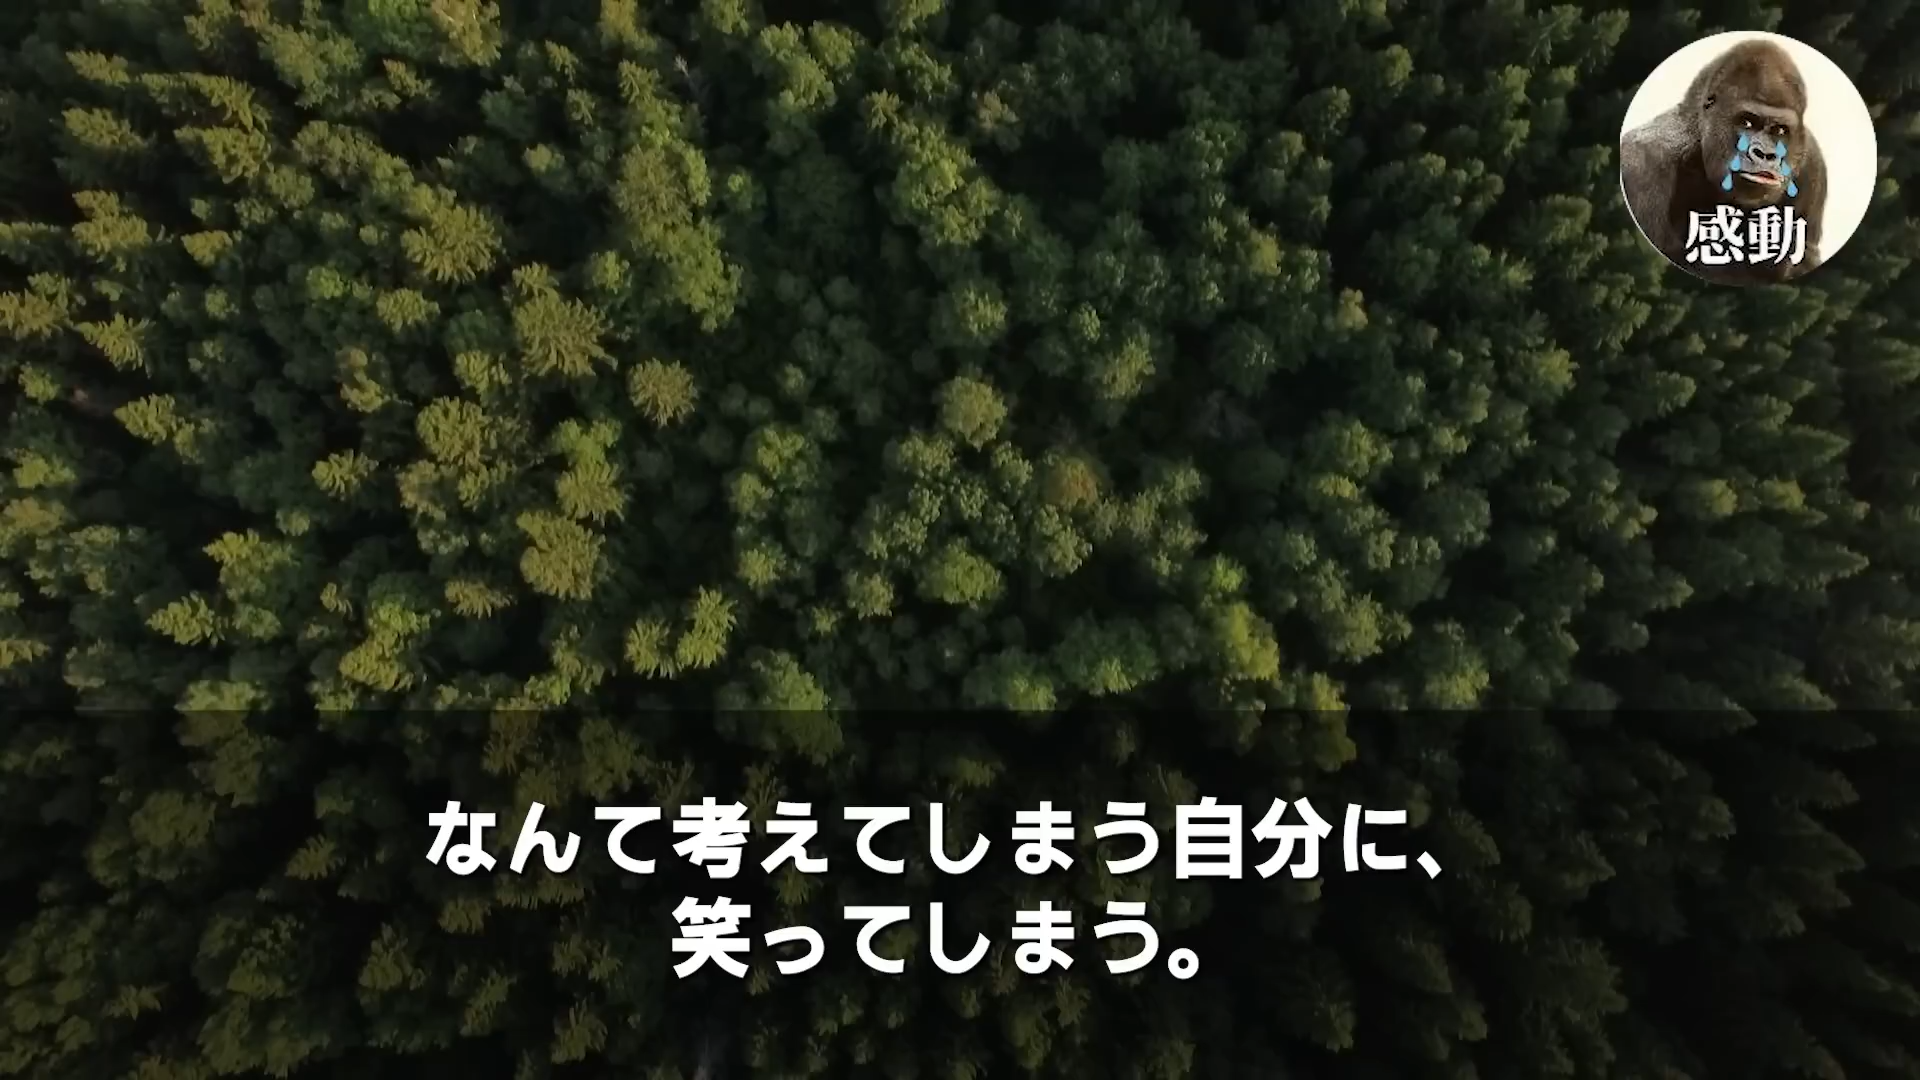 感動
なんて考えてしまう自分に、
笑ってしまう。